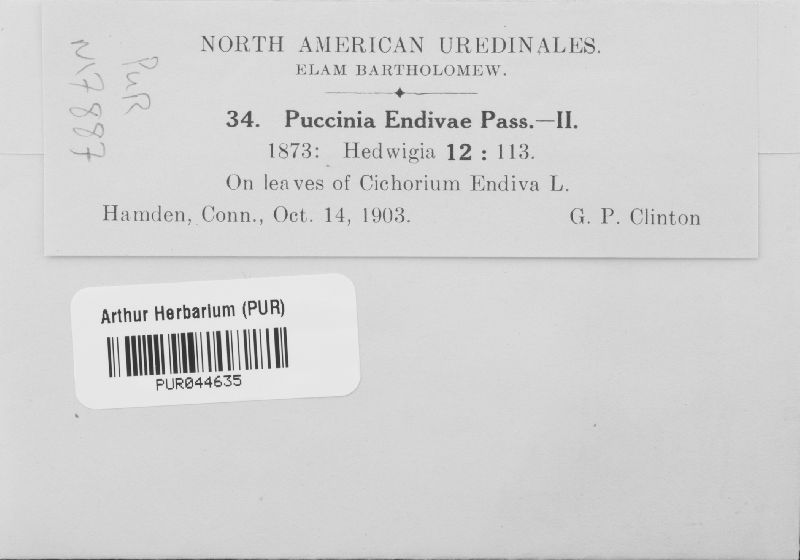 NORTH AMERICAN UREDINALES.
ELAM BARTHOLOMEW.
34. Puccinia Endivae Pass.—II.
1873: Hedwigia 12 : 113.
On leaves of Cichorium Endiva L.
Hamden, Conn., Oct. 14, 1903. G. P. Clinton
PUR
N7887
Arthur Herbarium (PUR)
PUR044635